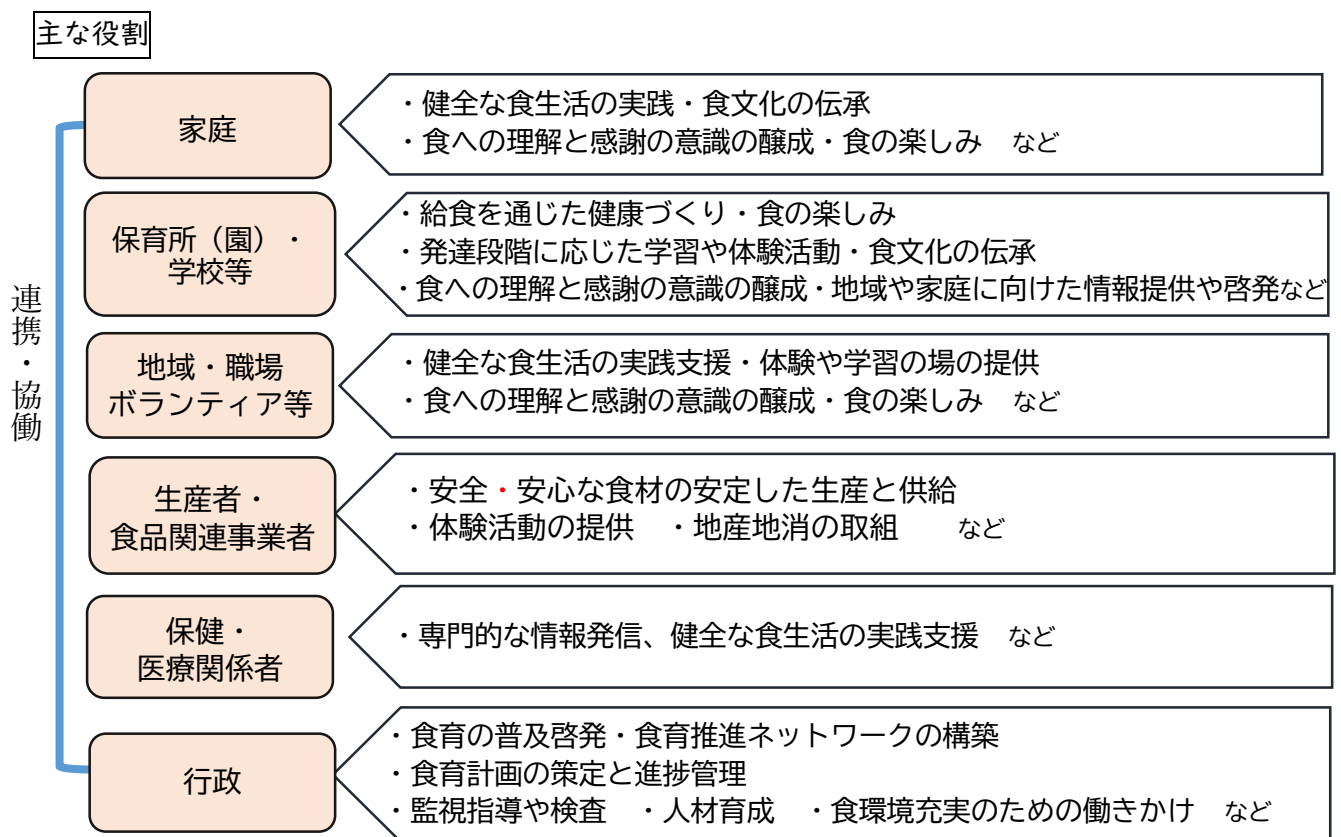 主な役割
連携・協働
家庭
・健全な食生活の実践・食文化の伝承
・食への理解と感謝の意識の醸成・食の楽しみ　など
保育所（園）・
学校等
・給食を通じた健康づくり・食の楽しみ
・発達段階に応じた学習や体験活動・食文化の伝承
・食への理解と感謝の意識の醸成・地域や家庭に向けた情報提供や啓発など
地域・職場
ボランティア等
・健全な食生活の実践支援・体験や学習の場の提供
・食への理解と感謝の意識の醸成・食の楽しみ　など
生産者・
食品関連事業者
・安全・安心な食材の安定した生産と供給
・体験活動の提供　・地産地消の取組　　など
保健・
医療関係者
・専門的な情報発信、健全な食生活の実践支援　など
行政
・食育の普及啓発・食育推進ネットワークの構築
・食育計画の策定と進捗管理
・監視指導や検査　・人材育成　・食環境充実のための働きかけ　など